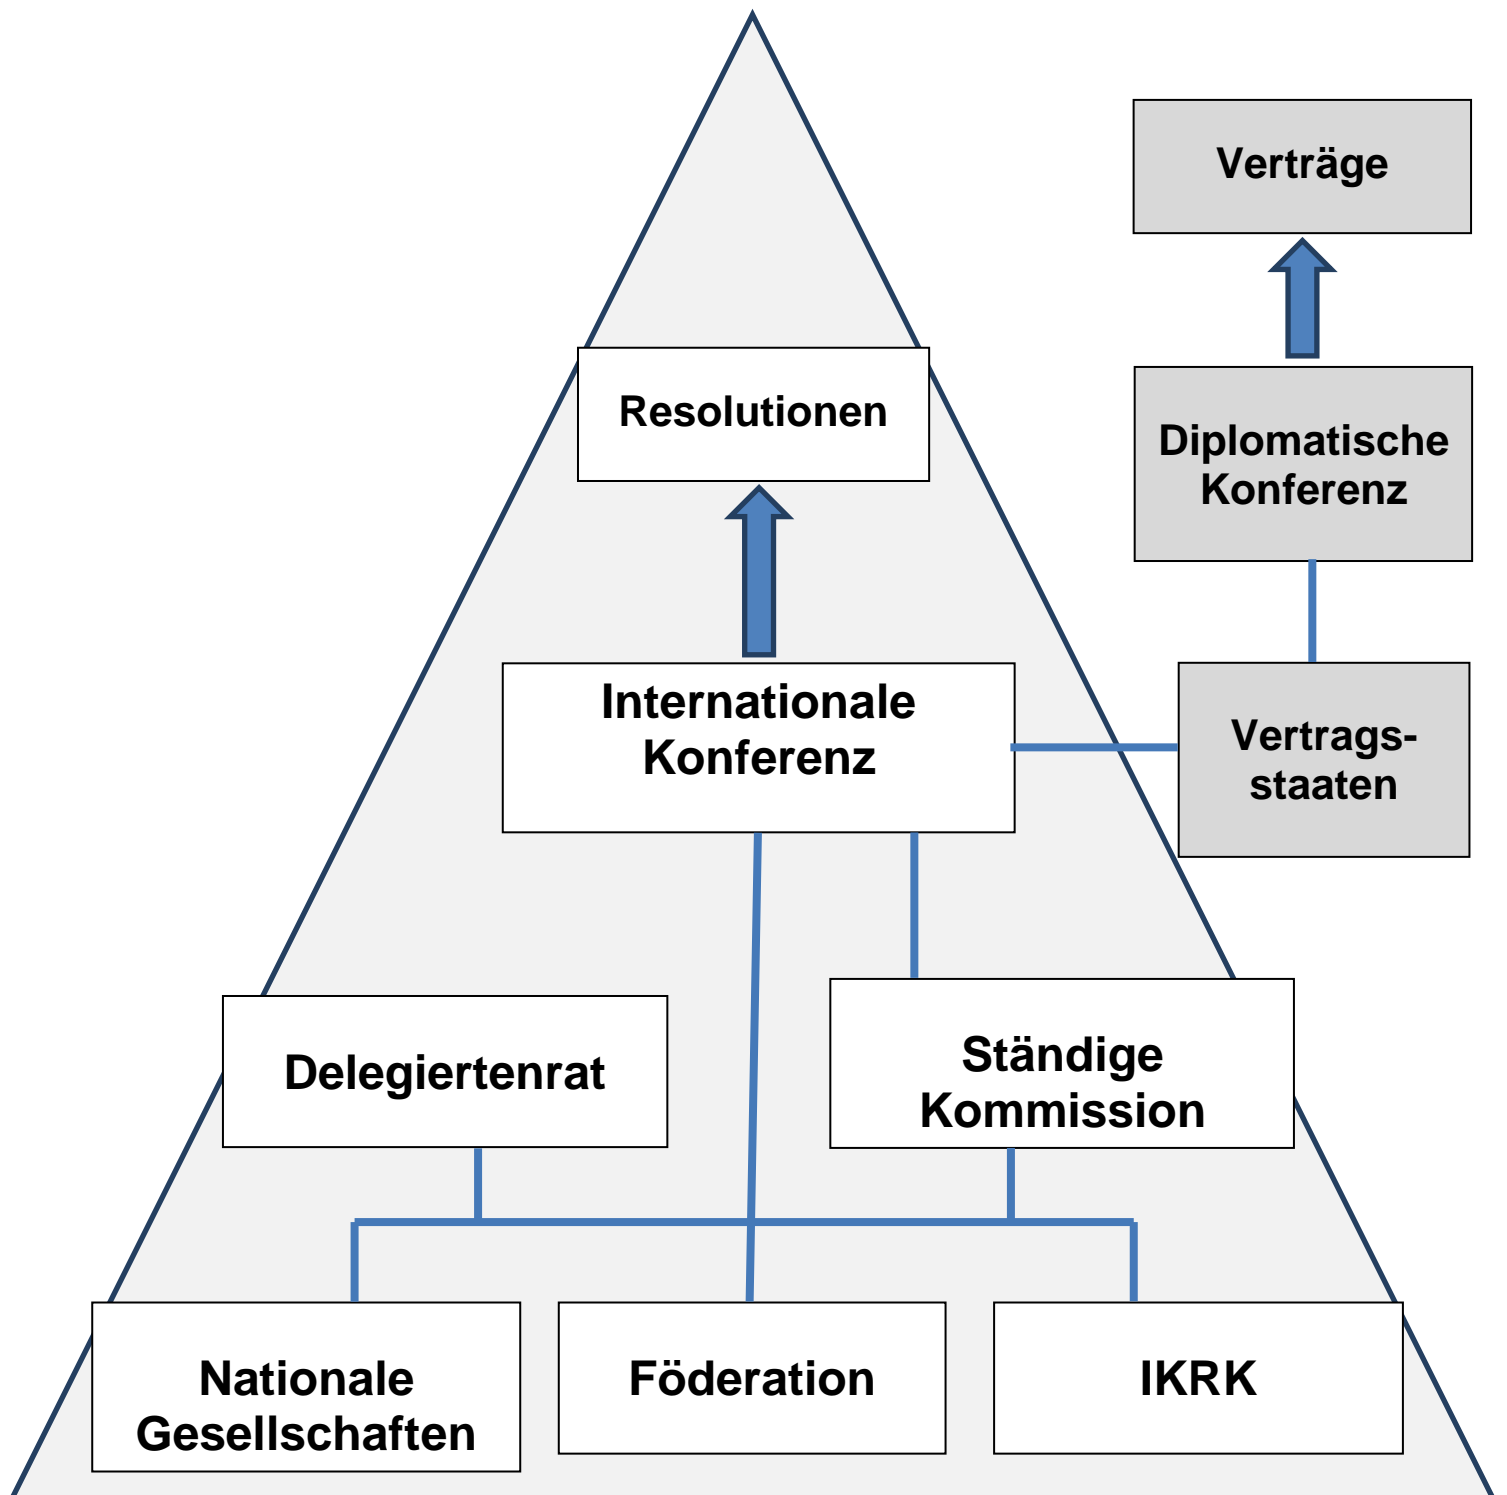 Verträge
Resolutionen
Diplomatische
Konferenz
Internationale
Konferenz
Vertrags-
staaten
Delegiertenrat
Ständige
Kommission
Nationale
Gesellschaften
Föderation
IKRK